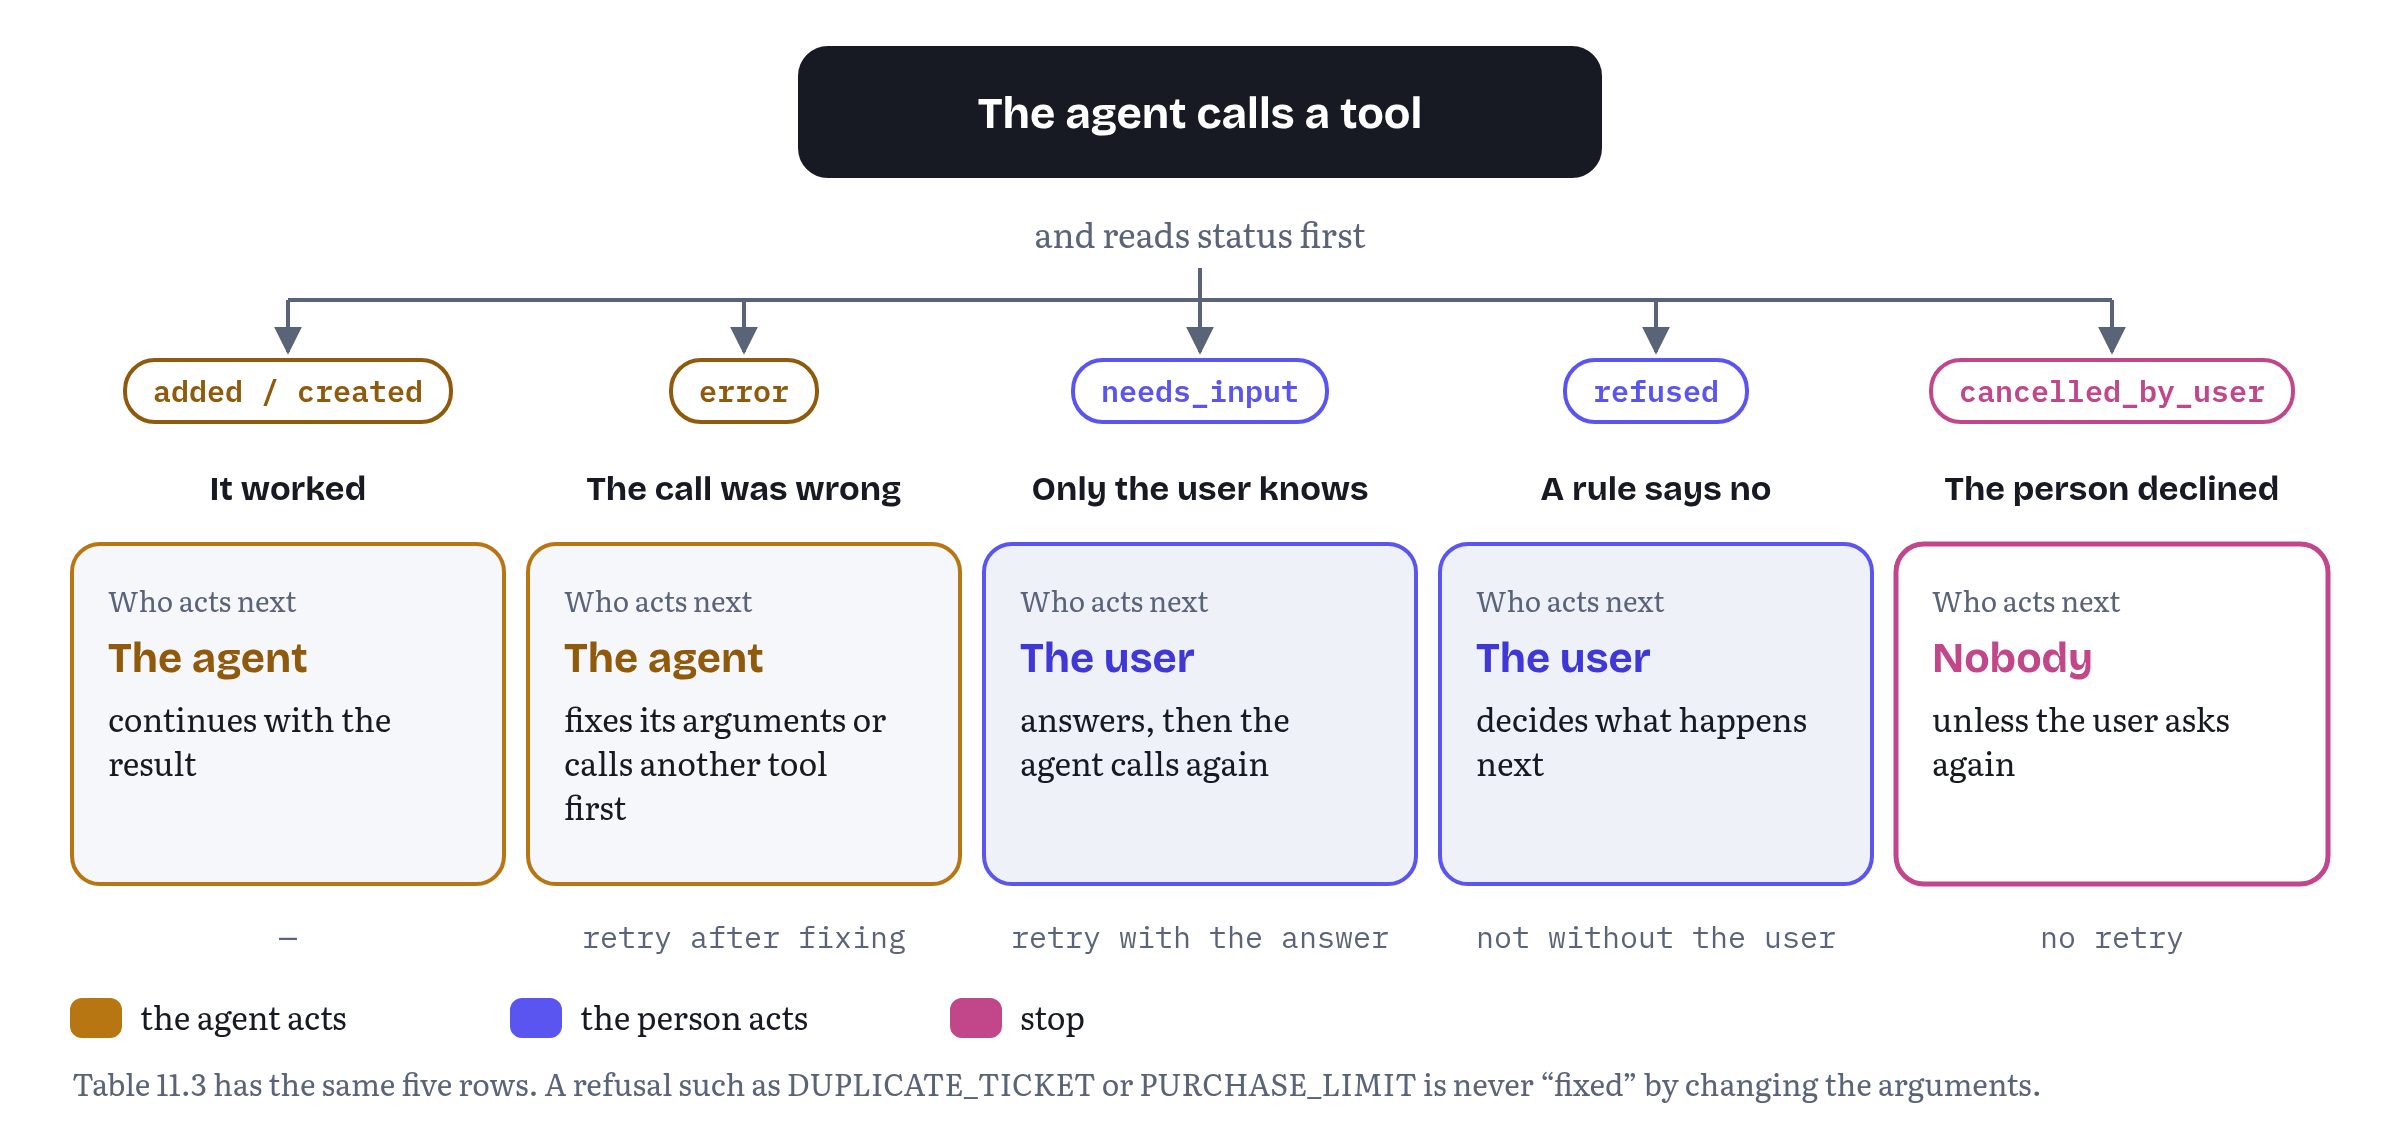 The agent calls a tool
and reads status first
added / created
error
needs_input
refused
cancelled_by_user
It worked
The call was wrong
Only the user knows
A rule says no
The person declined
Who acts next
The agent
continues with the
result
Who acts next
The agent
fixes its arguments or
calls another tool
first
Who acts next
The user
answers, then the
agent calls again
Who acts next
The user
decides what happens
next
Who acts next
Nobody
unless the user asks
again
—
retry after fixing
retry with the answer
not without the user
no retry
the agent acts
the person acts
stop
Table 11.3 has the same five rows. A refusal such as DUPLICATE_TICKET or PURCHASE_LIMIT is never “fixed” by changing the arguments.